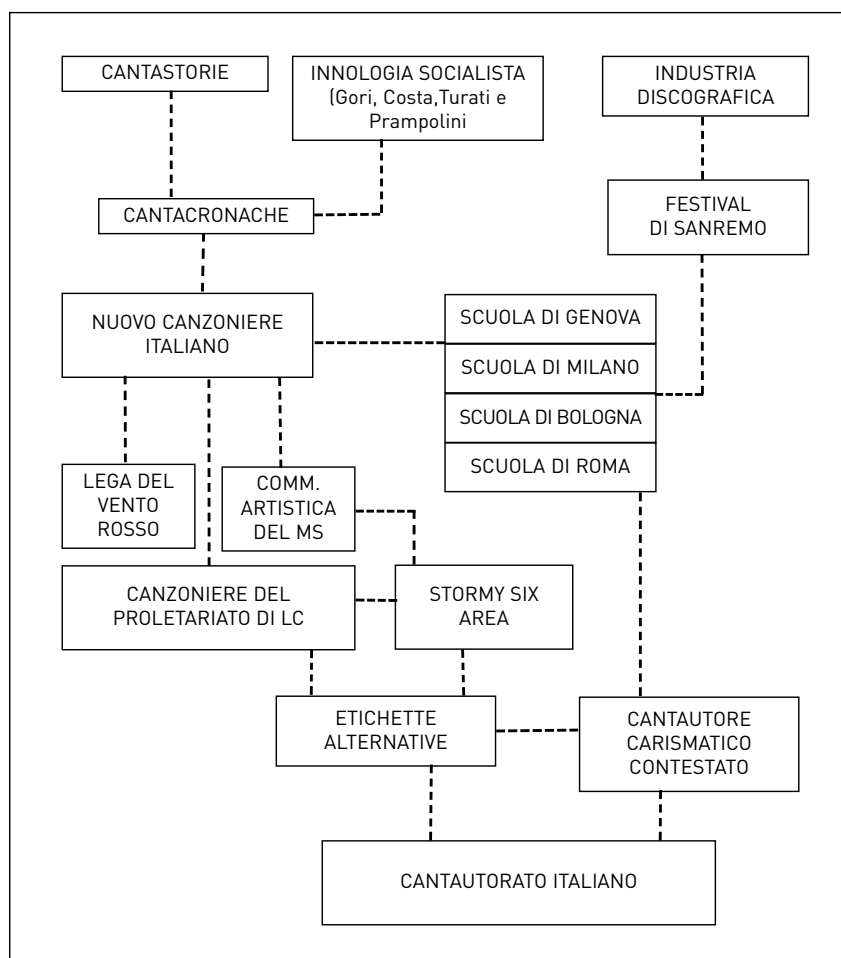 CANTASTORIE
INNOLOGIA SOCIALISTA
(Gori, Costa,Turati e
Prampolini
INDUSTRIA
DISCOGRAFICA
CANTACRONACHE
FESTIVAL
DI SANREMO
NUOVO CANZONIERE
ITALIANO
SCUOLA DI GENOVA
SCUOLA DI MILANO
SCUOLA DI BOLOGNA
SCUOLA DI ROMA
LEGA DEL
VENTO
ROSSO
COMM.
ARTISTICA
DEL MS
CANZONIERE DEL
PROLETARIATO DI LC
STORMY SIX
AREA
ETICHETTE
ALTERNATIVE
CANTAUTORE
CARISMATICO
CONTESTATO
CANTAUTORATO ITALIANO